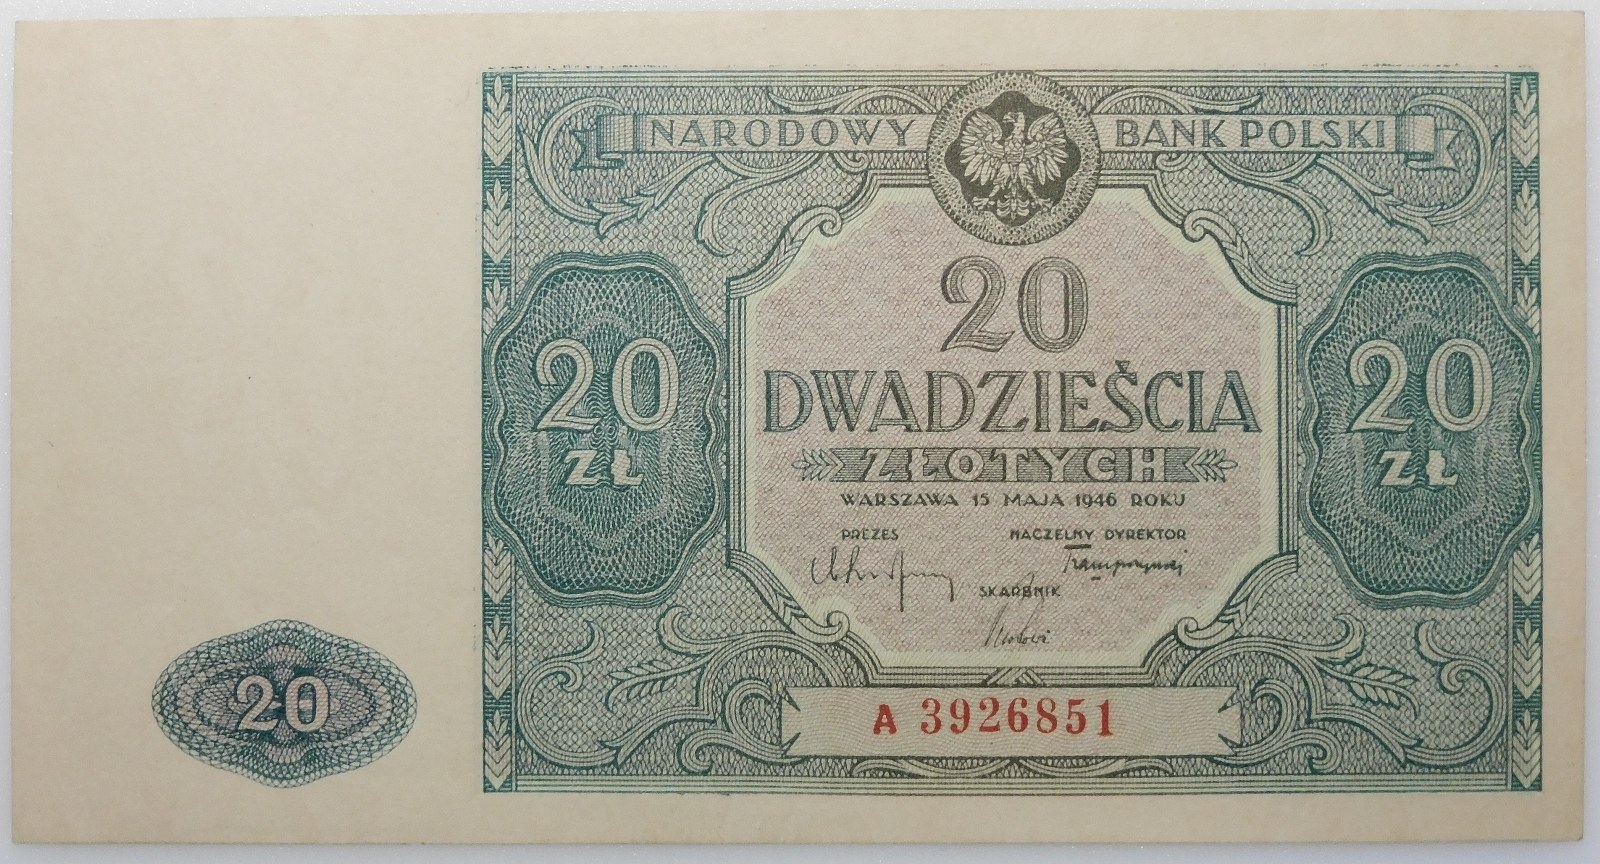 NARODOWY BANK POLSKI
20
DWADZIEŚCIA
ZŁOTYCH
WARSZAWA 15 MAJA 1946 ROKU
PREZES NACZELNY DYREKTOR
SKARBNIK
20 ZŁ
20 ZŁ
A 3926851
20